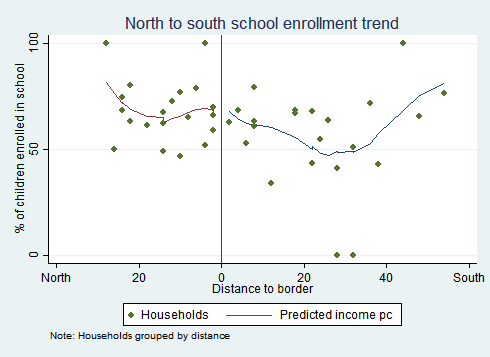 North to south school enrollment trend
% of children enrolled in school
100
50
0
North 20 0 20 40 South
Distance to border
Households Predicted income pc
Note: Households grouped by distance